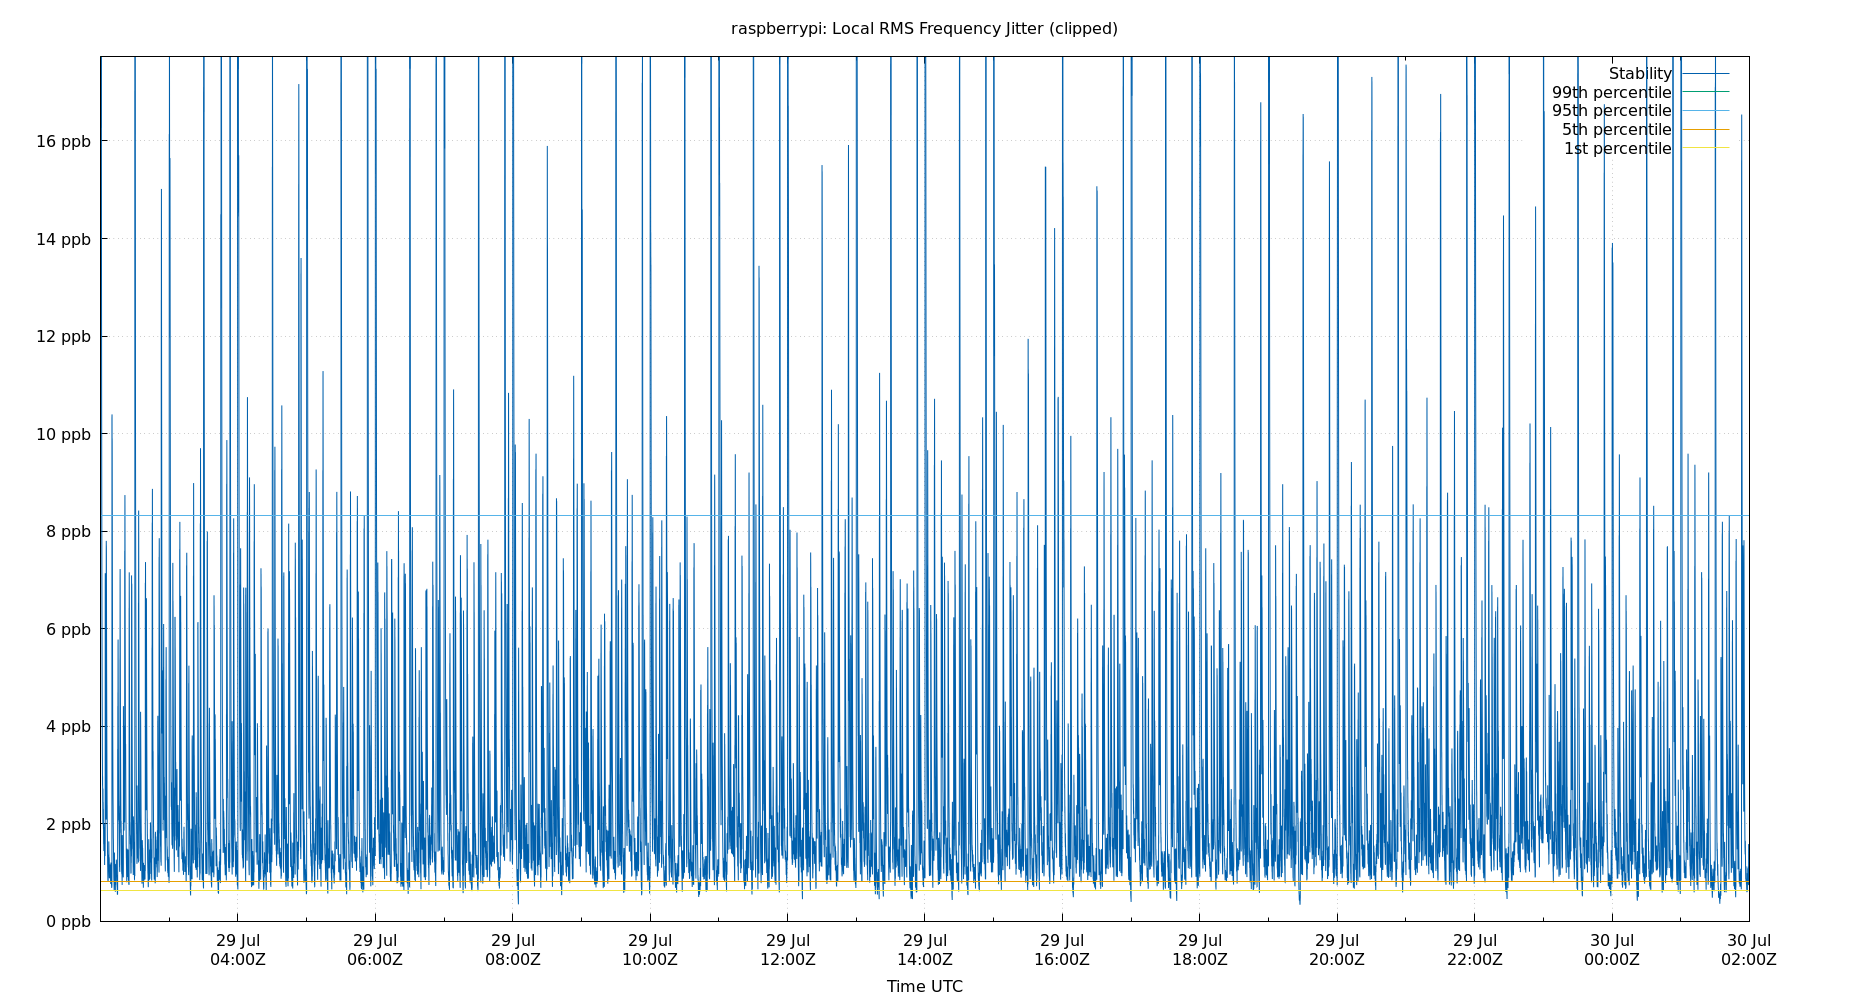 raspberrypi: Local RMS Frequency Jitter (clipped)
Stability
99th percentile
95th percentile
5th percentile
1st percentile
16 ppb
14 ppb
12 ppb
10 ppb
8 ppb
6 ppb
4 ppb
2 ppb
0 ppb
29 Jul 29 Jul 29 Jul 29 Jul 29 Jul 29 Jul 29 Jul 29 Jul 29 Jul 29 Jul 30 Jul 30 Jul
04:00Z 06:00Z 08:00Z 10:00Z 12:00Z 14:00Z 16:00Z 18:00Z 20:00Z 22:00Z 00:00Z 02:00Z
Time UTC